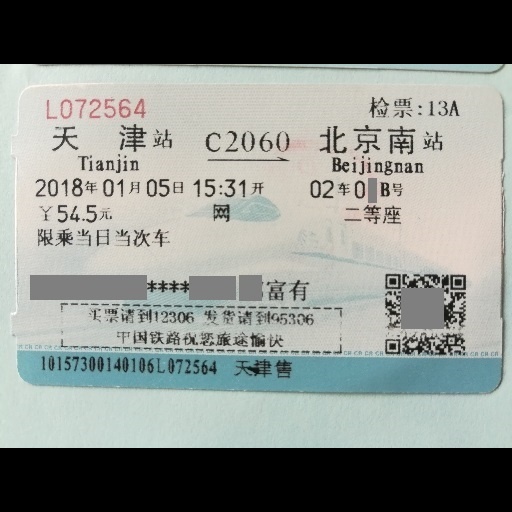 L072564 检票:13A
天津站 C2060 北京南站
Tianjin Beijingnan
2018年01月05日15:31开 02车0 B号
￥54.5元 网 二等座
限乘当日当次车
**** 富有
买票请到12306 发货请到95306
中国铁路祝您旅途愉快
10157300140106L072564 天津售